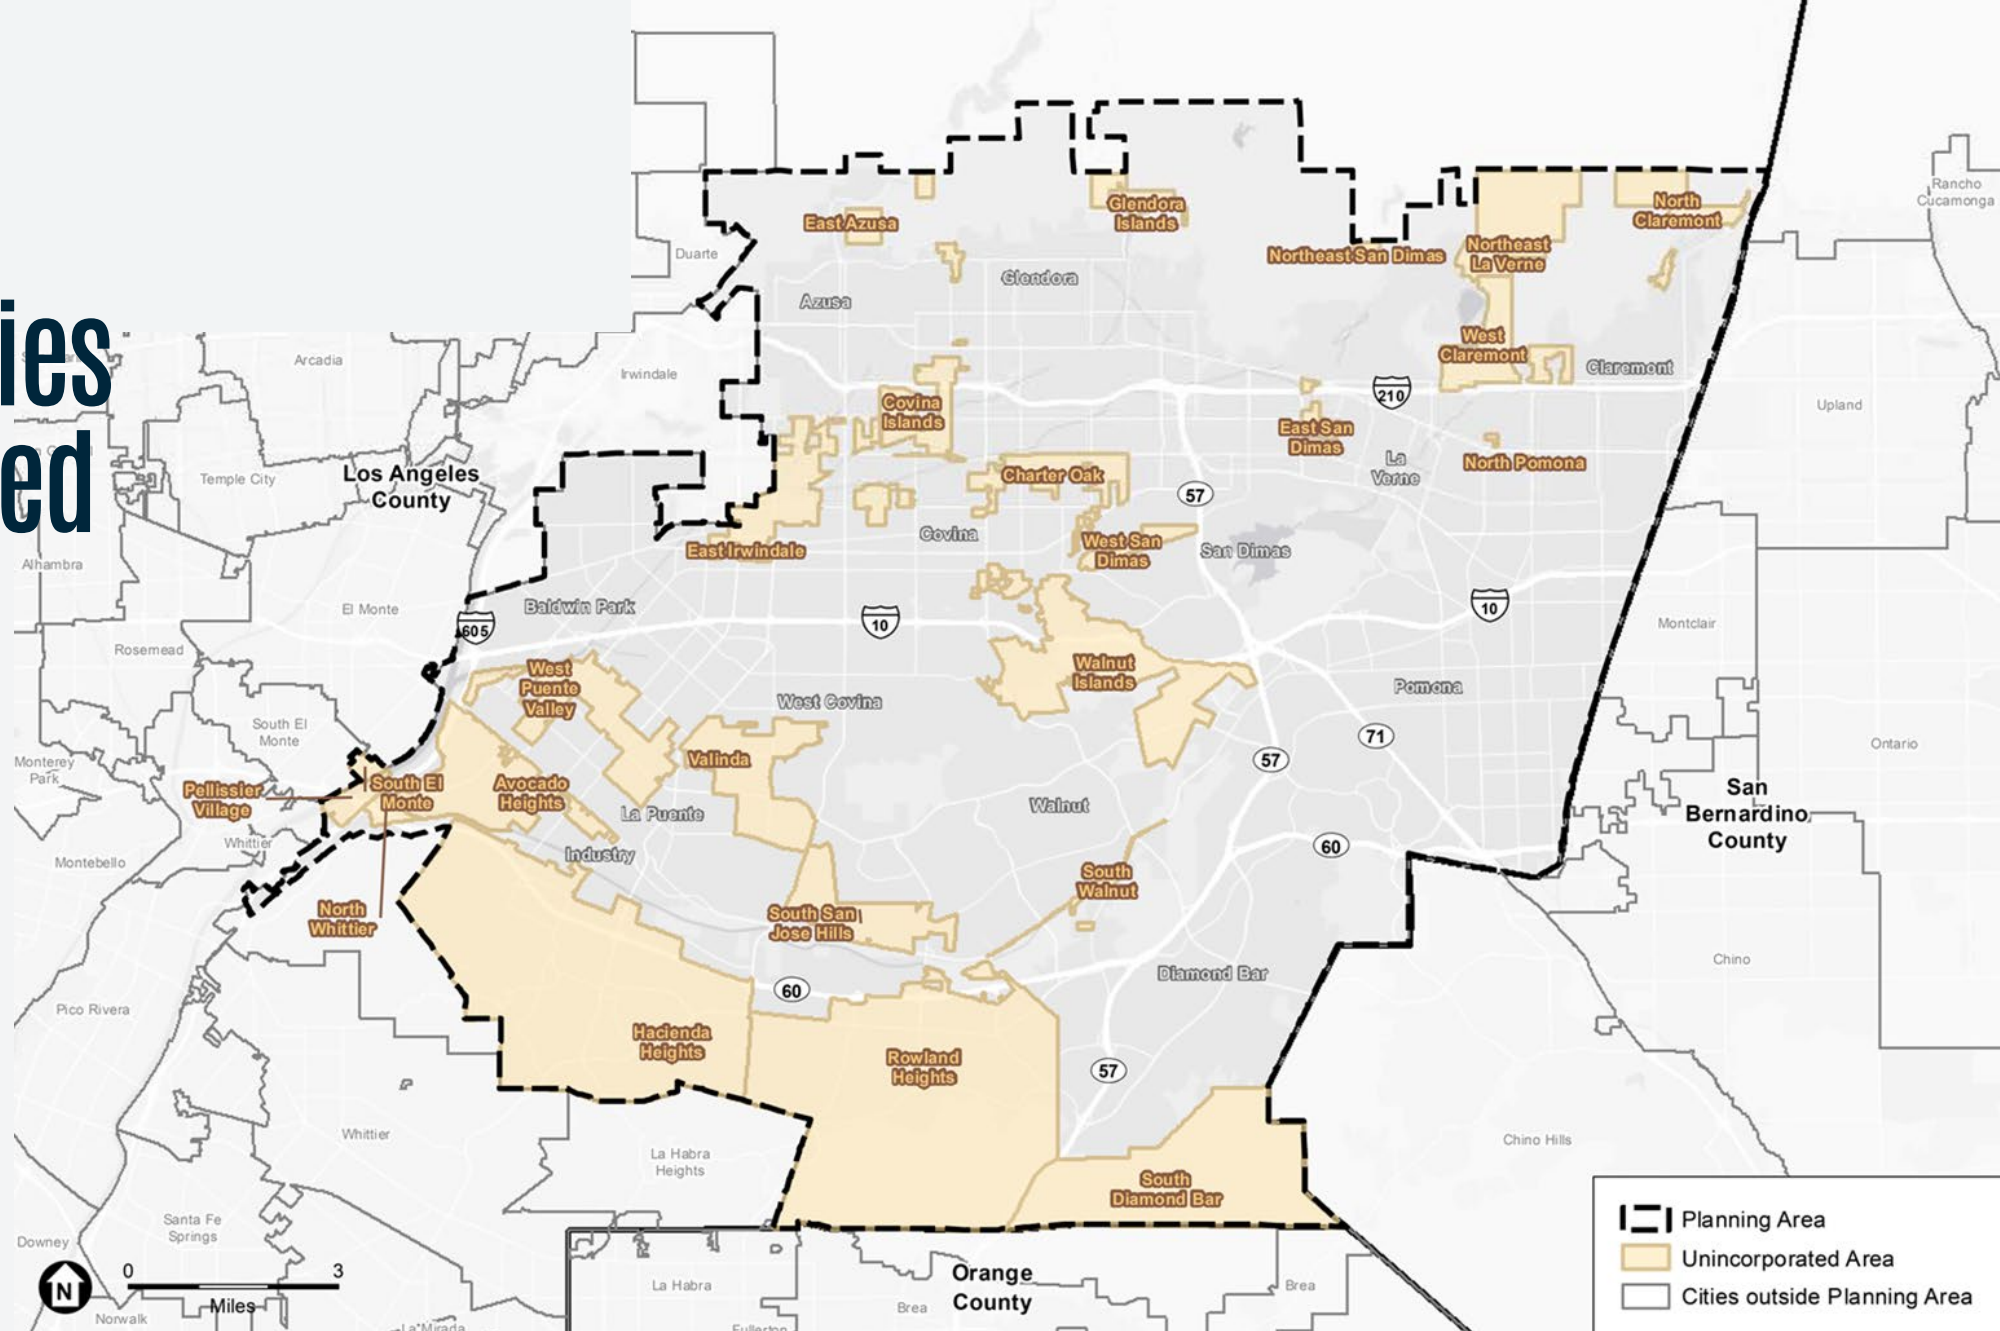 ies
ed
Rancho
Cucamonga
East Azusa
Glendora
Islands
North
Claremont
Duarte
Northeast San Dimas
Northeast
La Verne
Glendora
Azusa
Arcadia
Irwindale
West
Claremont
Claremont
210
Upland
Covina
Islands
East San
Dimas
Temple City
Los Angeles
County
Charter Oak
La
Verne
North Pomona
57
Covina
East Irwindale
West San
Dimas
San Dimas
Alhambra
El Monte
Baldwin Park
605
10
10
Montclair
Rosemead
West
Puente
Valley
Walnut
Islands
Pomona
West Covina
South El
Monte
71
57
Ontario
Monterey
Park
Valinda
Pellissier
Village
South El
Monte
Avocado
Heights
La Puente
Walnut
San
Bernardino
County
Whittier
Montebello
Industry
60
South
Walnut
North
Whittier
South San
Jose Hills
Chino
Diamond Bar
60
Pico Rivera
Hacienda
Heights
Rowland
Heights
57
Whittier
La Habra
Heights
Chino Hills
South
Diamond Bar
Santa Fe
Springs
Downey
Planning Area
Unincorporated Area
Cities outside Planning Area
N
0 3
Miles
Norwalk
La Mirada
La Habra
Orange
County
Brea
Brea
Fullerton